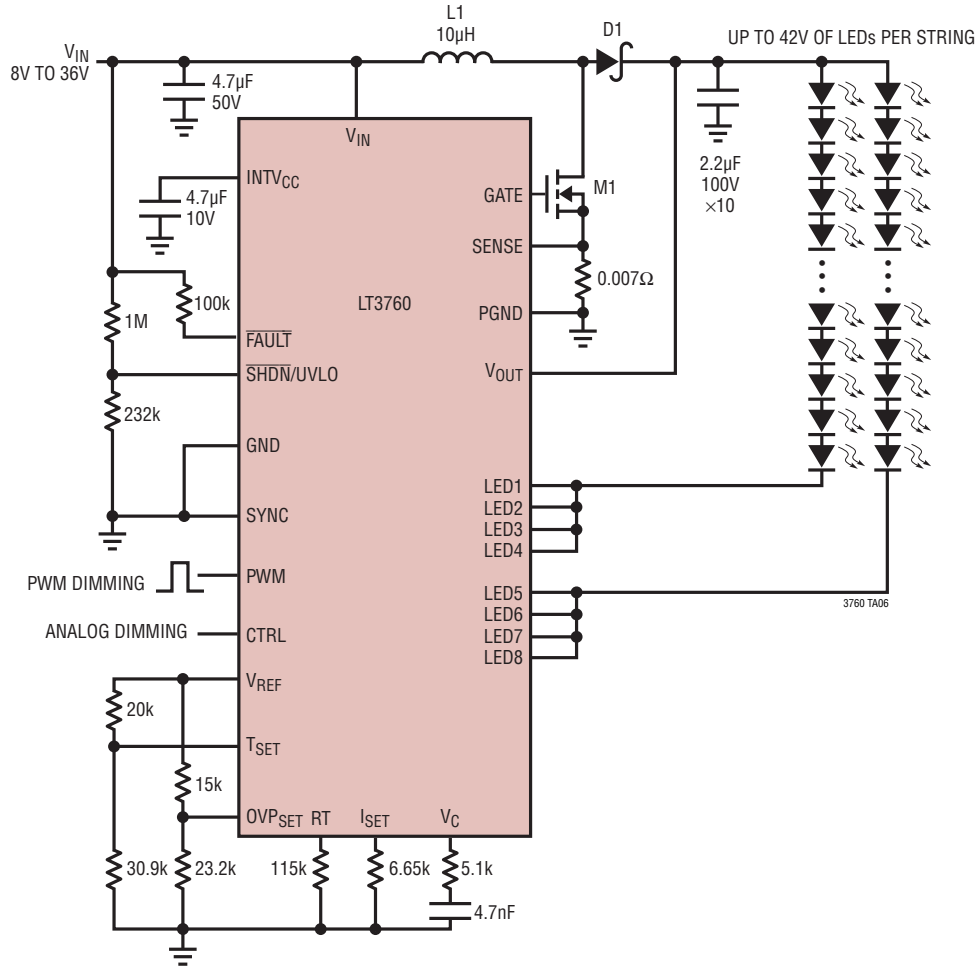 L1
10µH
D1
UP TO 42V OF LEDs PER STRING
VIN
8V TO 36V
4.7µF
50V
VIN
INTVCC
4.7µF
10V
GATE
M1
2.2µF
100V
×10
SENSE
0.007Ω
LT3760
100k
1M
PGND
FAULT
VOUT
SHDN/UVLO
232k
GND
LED1
LED2
LED3
LED4
SYNC
PWM DIMMING
PWM
LED5
LED6
LED7
LED8
3760 TA06
ANALOG DIMMING
CTRL
VREF
20k
TSET
15k
OVPSET
RT
ISET
VC
30.9k
23.2k
115k
6.65k
5.1k
4.7nF